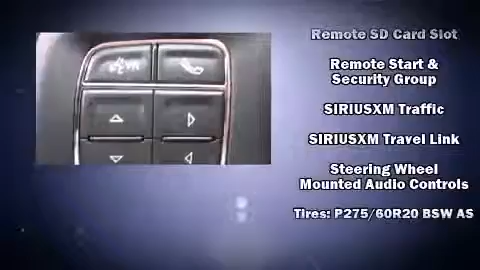 VR
Remote SD Card Slot
Remote Start &
Security Group
SIRIUSXM Traffic
SIRIUSXM Travel Link
Steering Wheel
Mounted Audio Controls
Tires: P275/60R20 BSW AS